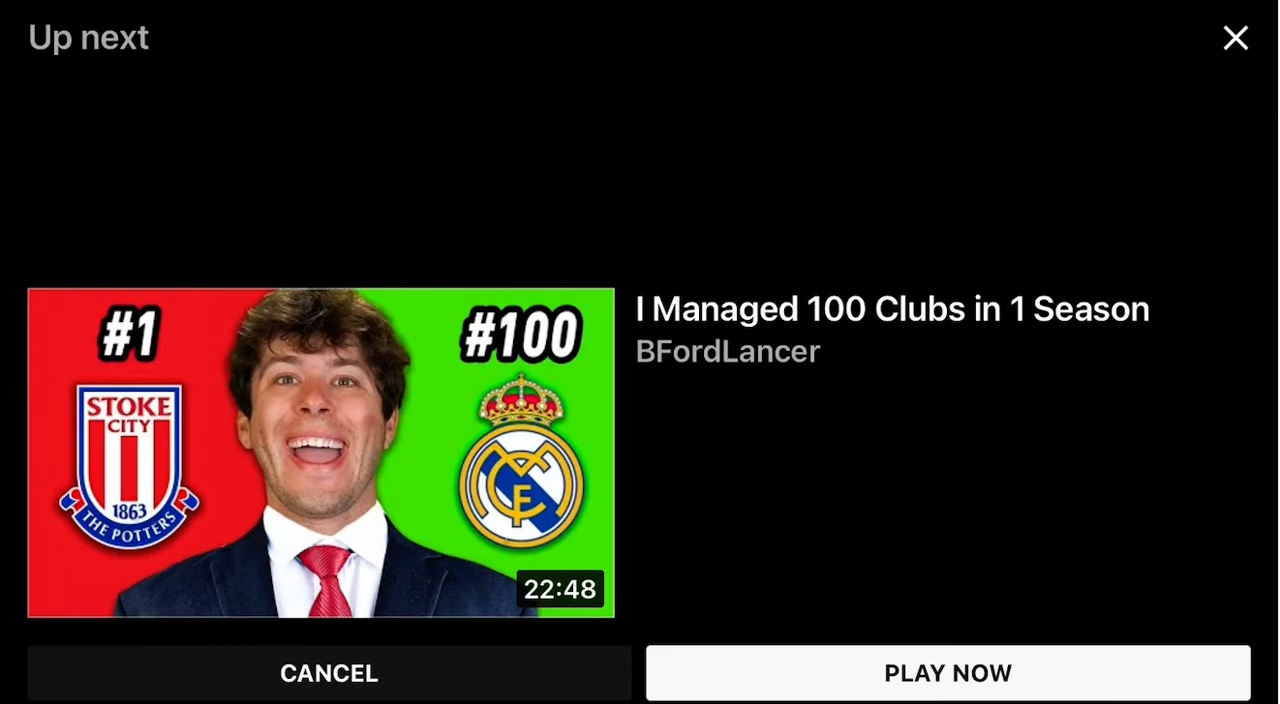 Up next
#1
#100
STOKE
CITY
1863
THE POTTERS
22:48
I Managed 100 Clubs in 1 Season
BFordLancer
CANCEL
PLAY NOW